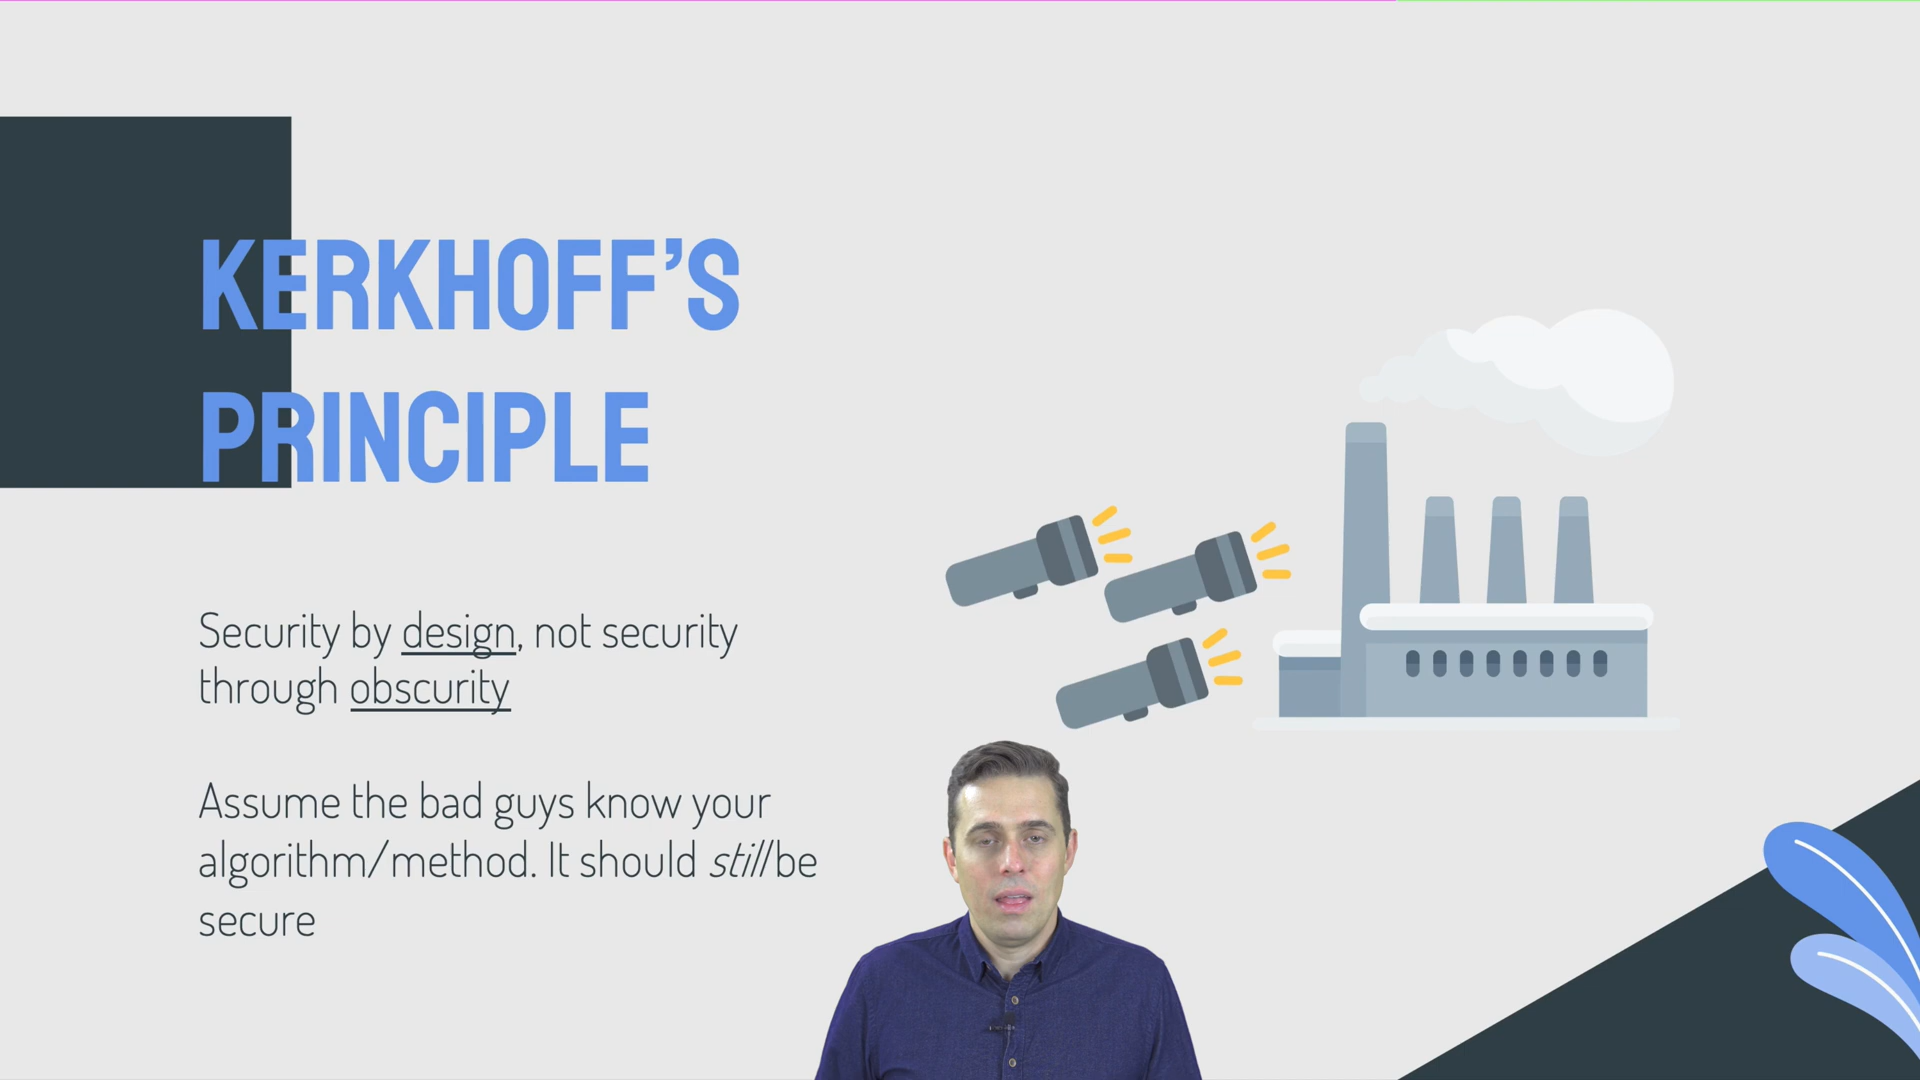 KERKHOFF’S
PRINCIPLE
Security by design, not security
through obscurity
Assume the bad guys know your
algorithm/method. It should still be
secure